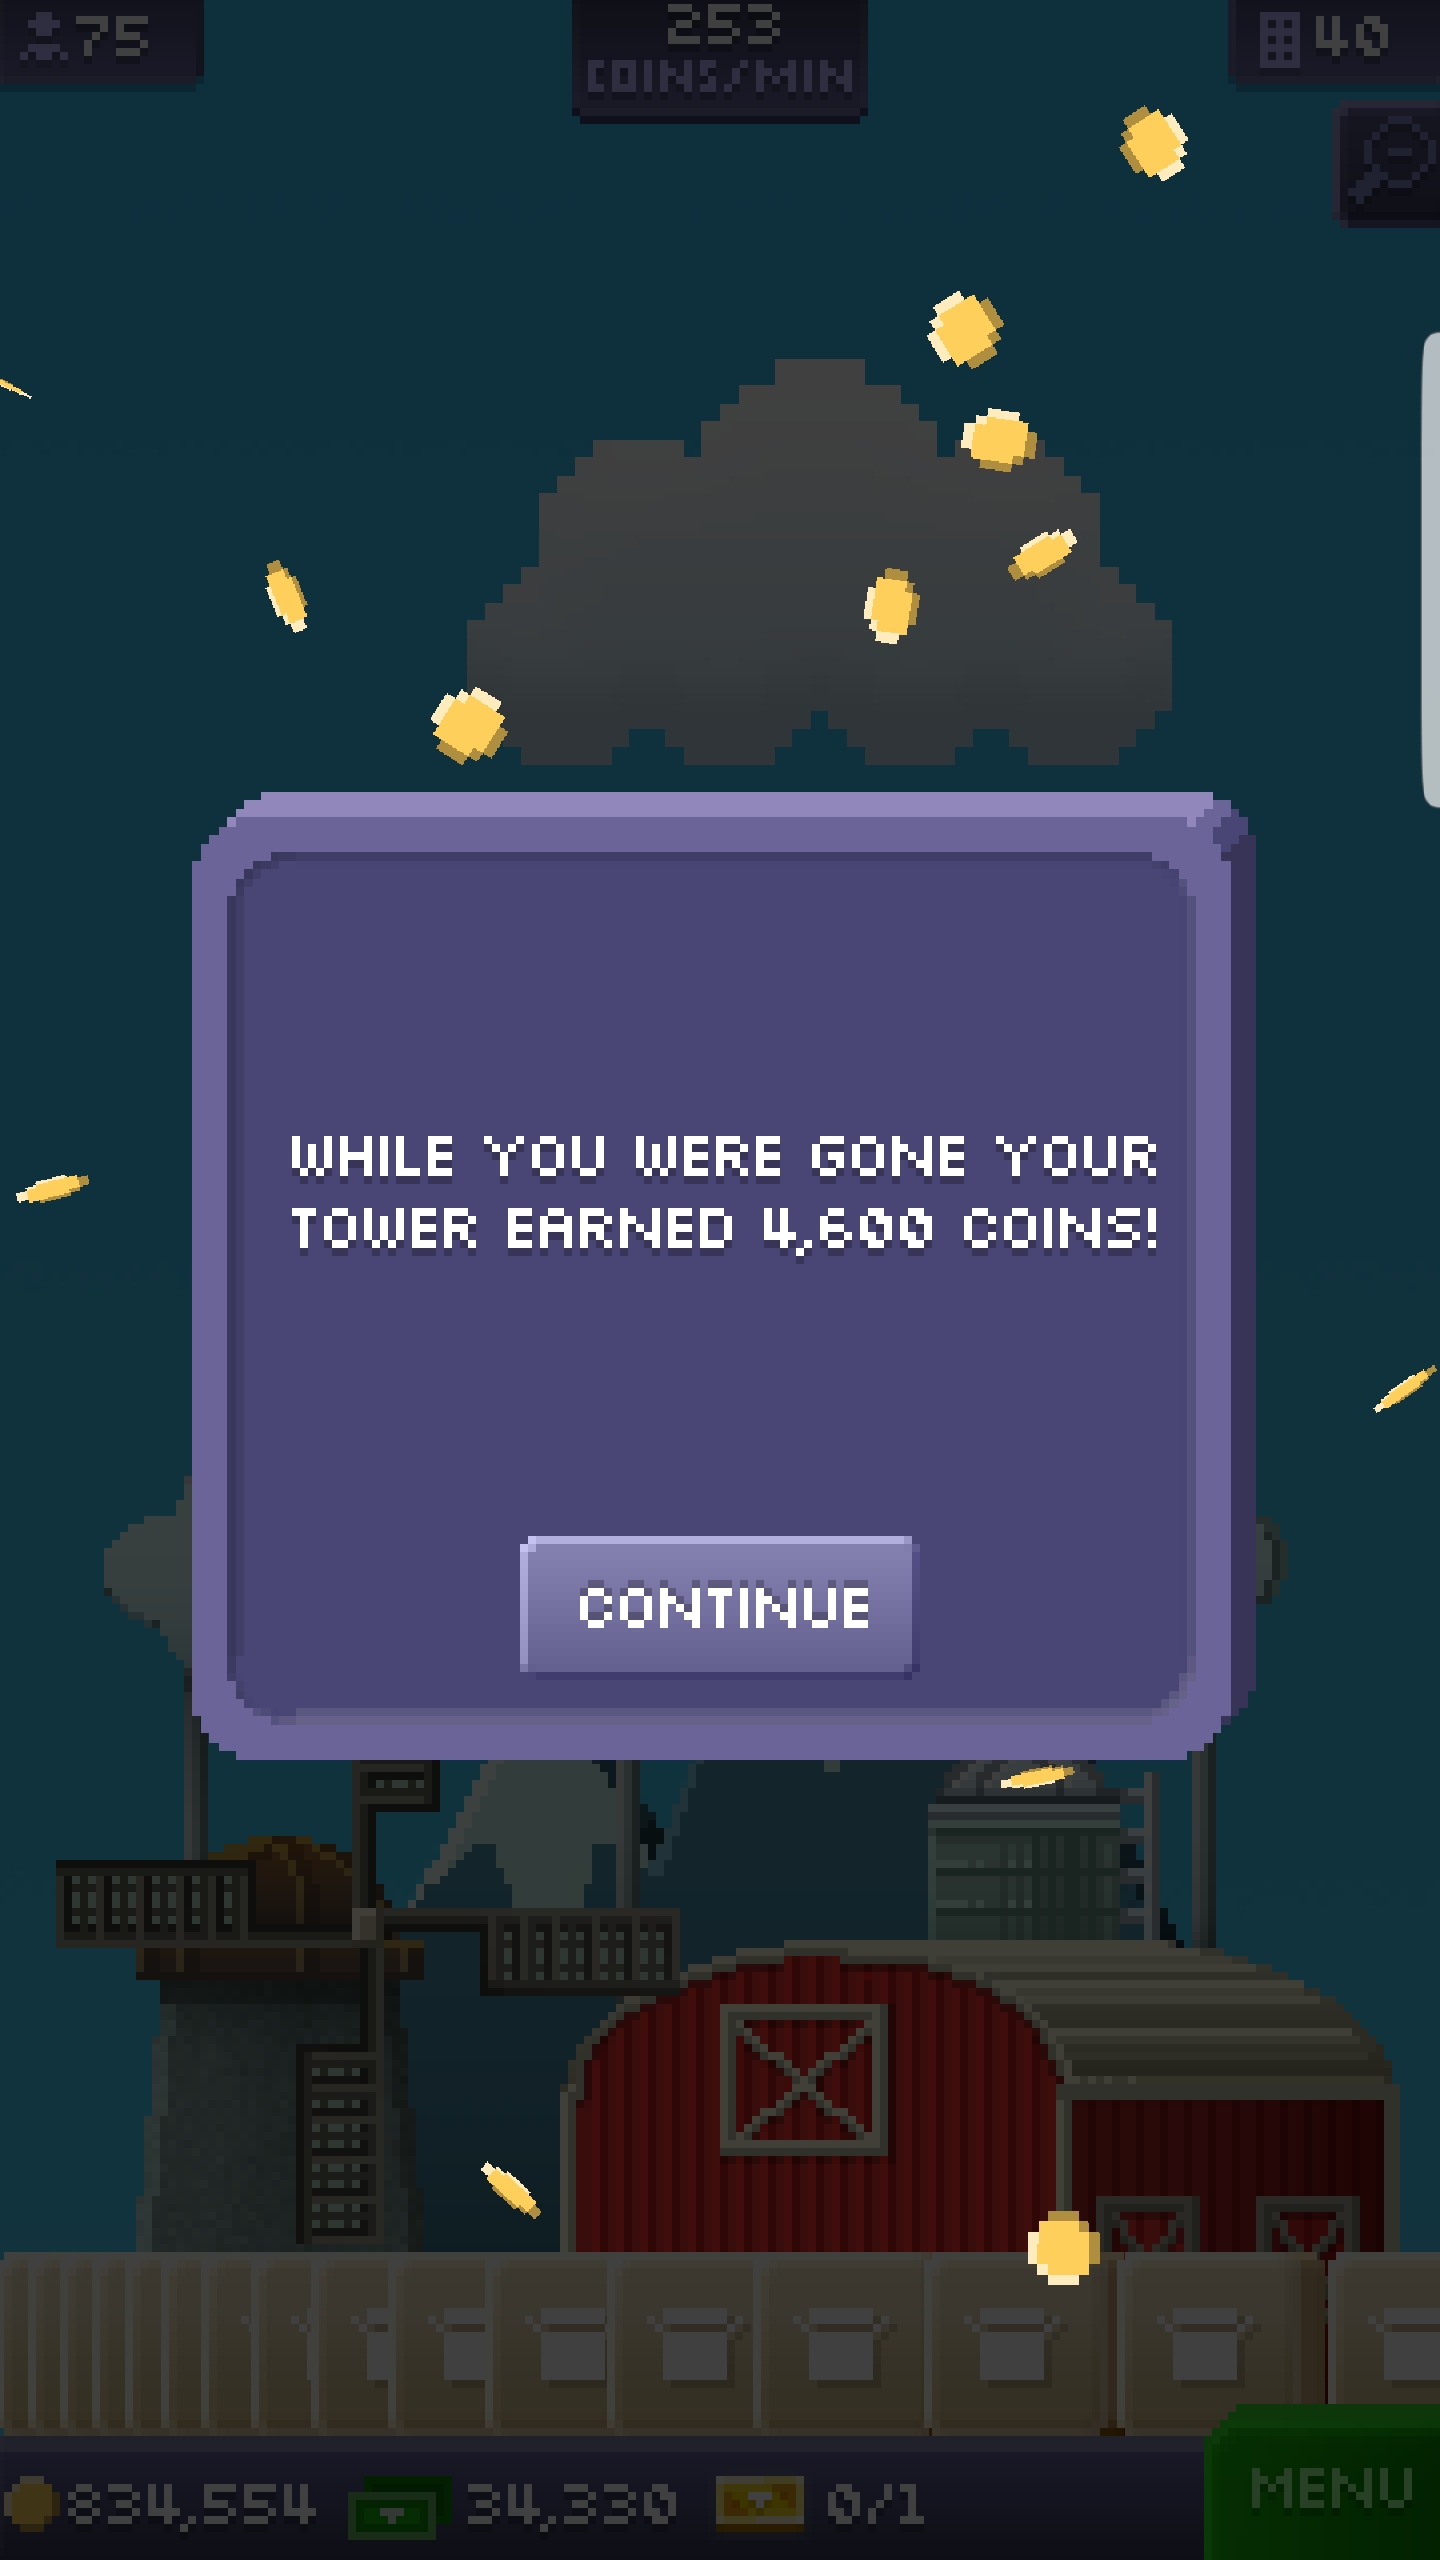 75
253
COINS/MIN
40
WHILE YOU WERE GONE YOUR
TOWER EARNED 4,600 COINS!
CONTINUE
834,554 34,330 0/1
MENU